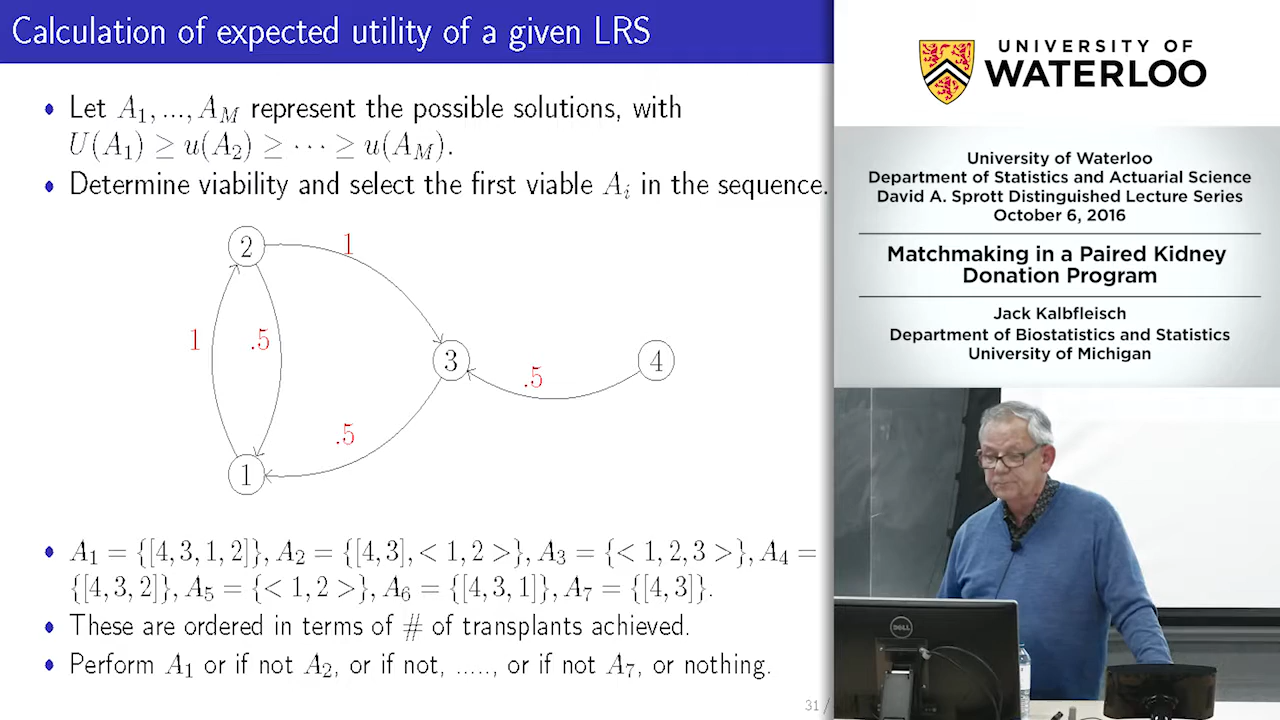 Calculation of expected utility of a given LRS
• Let A₁, ..., A_M represent the possible solutions, with
U(A₁) ≥ u(A₂) ≥ ⋯ ≥ u(A_M).
• Determine viability and select the first viable A_i in the sequence.
2
1
1
.5
3
4
.5
.5
1
• A₁ = {[4, 3, 1, 2]}, A₂ = {[4, 3], < 1, 2 >}, A₃ = {< 1, 2, 3 >}, A₄ =
{[4, 3, 2]}, A₅ = {< 1, 2 >}, A₆ = {[4, 3, 1]}, A₇ = {[4, 3]}.
• These are ordered in terms of # of transplants achieved.
• Perform A₁ or if not A₂, or if not, ....., or if not A₇, or nothing.
31 /
UNIVERSITY OF
WATERLOO
University of Waterloo
Department of Statistics and Actuarial Science
David A. Sprott Distinguished Lecture Series
October 6, 2016
Matchmaking in a Paired Kidney
Donation Program
Jack Kalbfleisch
Department of Biostatistics and Statistics
University of Michigan
DELL